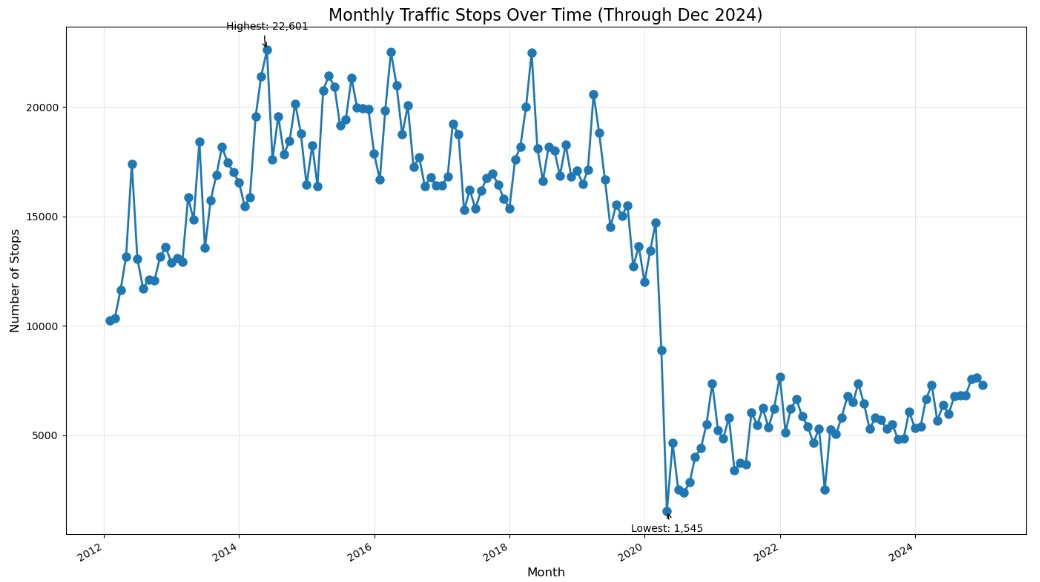 Monthly Traffic Stops Over Time (Through Dec 2024)
Highest: 22,601
20000
15000
10000
5000
Number of Stops
Lowest: 1,545
2012
2014
2016
2018
2020
2022
2024
Month